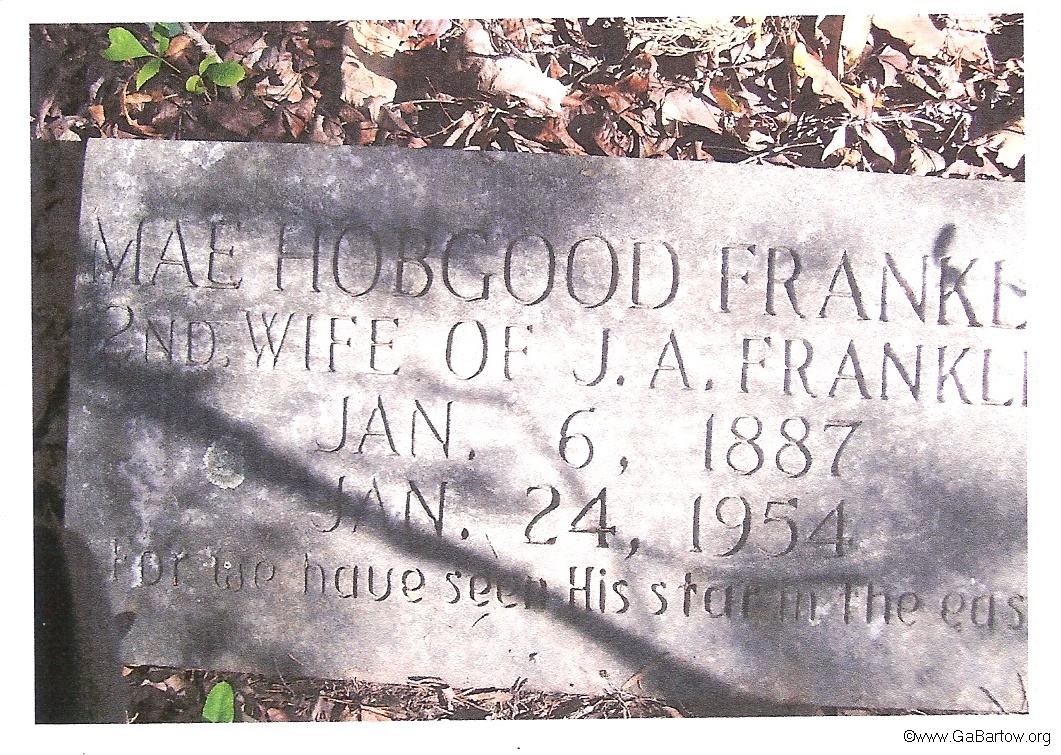 MAE HOBGOOD FRANKL
2ND. WIFE OF J. A. FRANKLI
JAN. 6, 1887
JAN. 24, 1954
For we have seen His star in the eas
©www.GaBartow.org